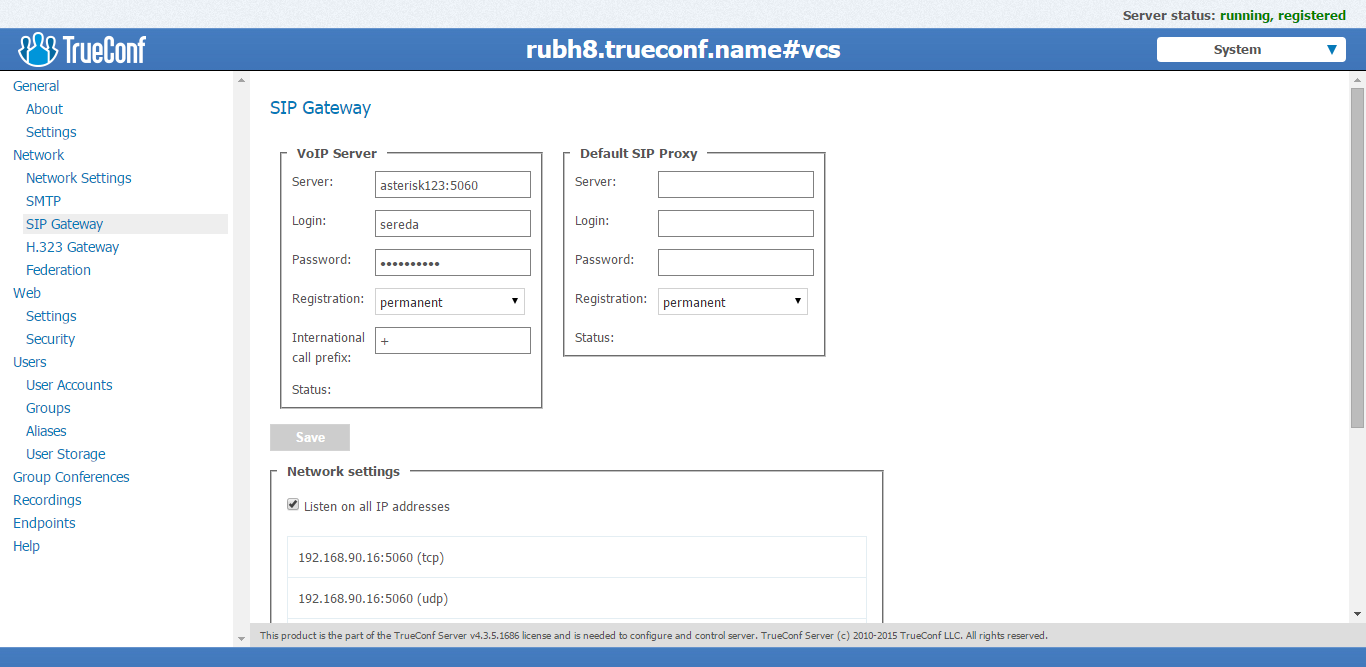 Server status: running, registered
TrueConf
rubh8.trueconf.name#vcs
System
General
About
Settings
Network
Network Settings
SMTP
SIP Gateway
H.323 Gateway
Federation
Web
Settings
Security
Users
User Accounts
Groups
Aliases
User Storage
Group Conferences
Recordings
Endpoints
Help
SIP Gateway
VoIP Server
Server: asterisk123:5060
Login: sereda
Password: ••••••••••
Registration: permanent
International
call prefix: +
Status:
Default SIP Proxy
Server:
Login:
Password:
Registration: permanent
Status:
Save
Network settings
Listen on all IP addresses
192.168.90.16:5060 (tcp)
192.168.90.16:5060 (udp)
This product is the part of the TrueConf Server v4.3.5.1686 license and is needed to configure and control server. TrueConf Server (c) 2010-2015 TrueConf LLC. All rights reserved.